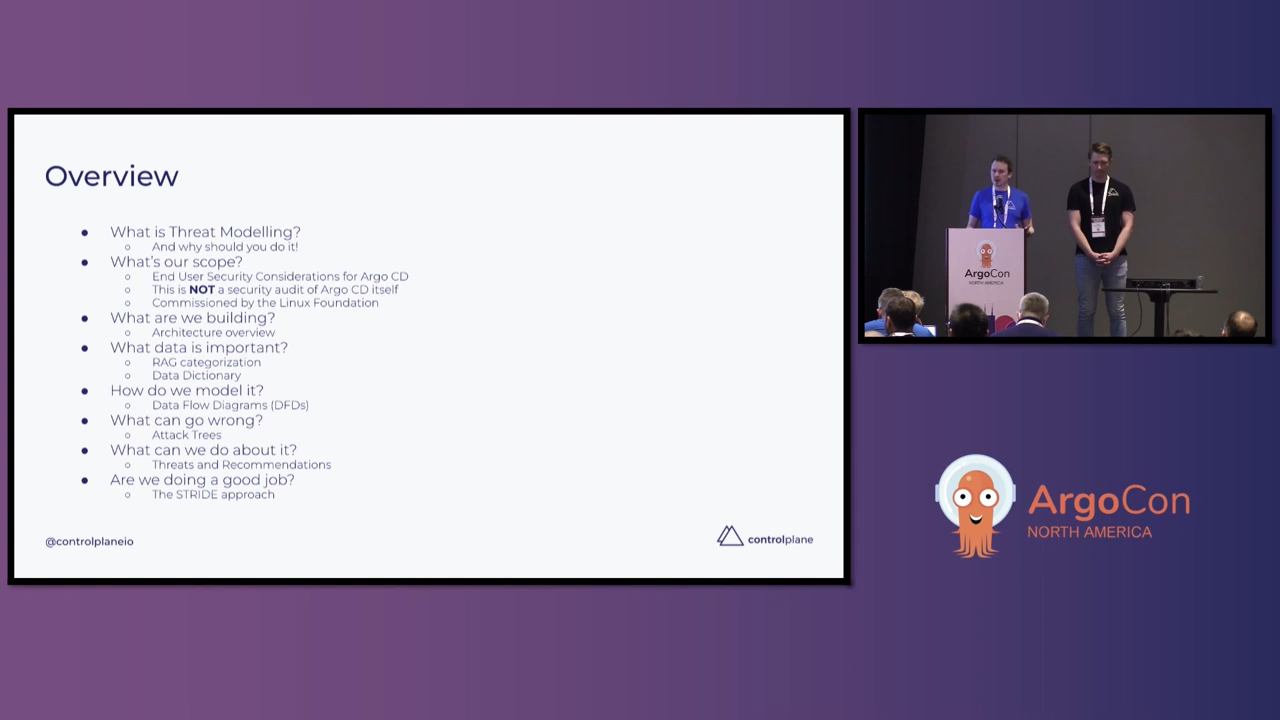 Overview
● What is Threat Modelling?
○ And why should you do it!
● What's our scope?
○ End User Security Considerations for Argo CD
○ This is NOT a security audit of Argo CD itself
○ Commissioned by the Linux Foundation
● What are we building?
○ Architecture overview
● What data is important?
○ RAG categorization
○ Data Dictionary
● How do we model it?
○ Data Flow Diagrams (DFDs)
● What can go wrong?
○ Attack Trees
● What can we do about it?
○ Threats and Recommendations
● Are we doing a good job?
○ The STRIDE approach
@controlplaneio
controlplane
ArgoCon
NORTH AMERICA
ArgoCon
NORTH AMERICA